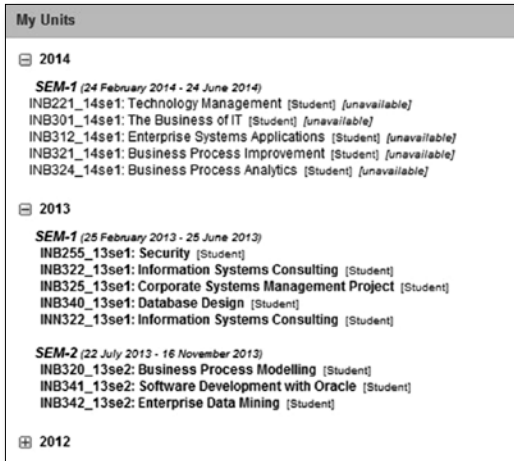 My Units
2014
SEM-1 (24 February 2014 - 24 June 2014)
INB221_14se1: Technology Management [Student] [unavailable]
INB301_14se1: The Business of IT [Student] [unavailable]
INB312_14se1: Enterprise Systems Applications [Student] [unavailable]
INB321_14se1: Business Process Improvement [Student] [unavailable]
INB324_14se1: Business Process Analytics [Student] [unavailable]
2013
SEM-1 (25 February 2013 - 25 June 2013)
INB255_13se1: Security [Student]
INB322_13se1: Information Systems Consulting [Student]
INB325_13se1: Corporate Systems Management Project [Student]
INB340_13se1: Database Design [Student]
INN322_13se1: Information Systems Consulting [Student]
SEM-2 (22 July 2013 - 16 November 2013)
INB320_13se2: Business Process Modelling [Student]
INB341_13se2: Software Development with Oracle [Student]
INB342_13se2: Enterprise Data Mining [Student]
2012